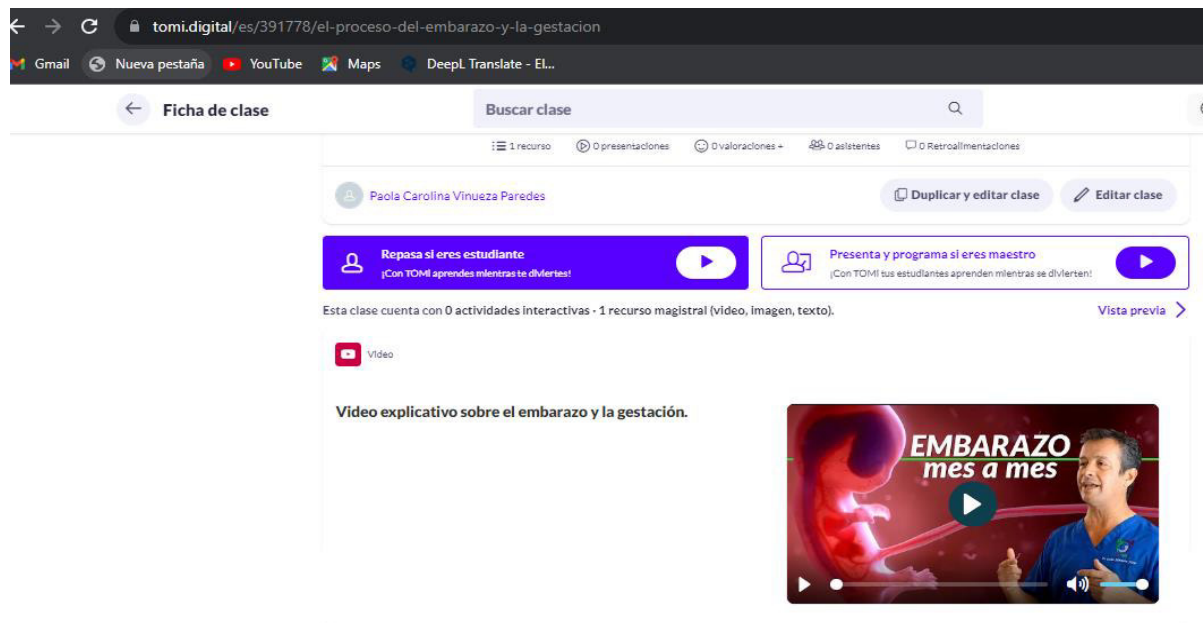 tomi.digital/es/391778/el-proceso-del-embarazo-y-la-gestacion
Gmail Nueva pestaña YouTube Maps DeepL Translate - El...
Ficha de clase Buscar clase
1 recurso 0 presentaciones 0 valoraciones + 0 asistentes 0 Retroalimentaciones
Paola Carolina Vinueza Paredes Duplicar y editar clase Editar clase
Repasa si eres estudiante
¡Con TOMI aprendes mientras te diviertes!
Presenta y programa si eres maestro
¡Con TOMI tus estudiantes aprenden mientras se divierten!
Esta clase cuenta con 0 actividades interactivas · 1 recurso magistral (video, imagen, texto). Vista previa
Video
Video explicativo sobre el embarazo y la gestación.
EMBARAZO
mes a mes